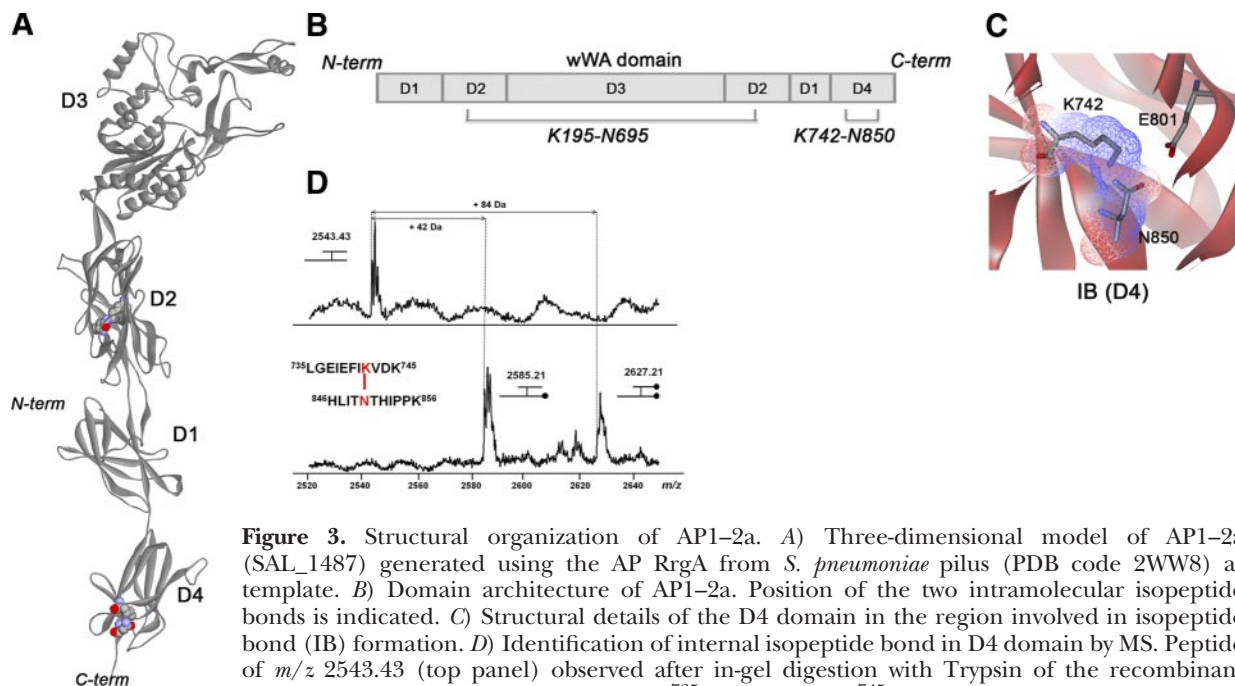 A
D3
D2
N-term
D1
D4
C-term
B
N-term
wWA domain
C-term
D1 D2 D3 D2 D1 D4
K195-N695 K742-N850
C
K742
E801
N850
IB (D4)
D
+ 84 Da
+ 42 Da
2543.43
735LGEIEFIKVDK745
846HLITNTHIPPK856
2585.21
2627.21
2520 2540 2560 2580 2600 2620 2640 m/z
Figure 3. Structural organization of AP1–2a. A) Three-dimensional model of AP1–2a
(SAL_1487) generated using the AP RrgA from S. pneumoniae pilus (PDB code 2WW8) a
template. B) Domain architecture of AP1–2a. Position of the two intramolecular isopeptide
bonds is indicated. C) Structural details of the D4 domain in the region involved in isopeptide
bond (IB) formation. D) Identification of internal isopeptide bond in D4 domain by MS. Peptide
of m/z 2543.43 (top panel) observed after in-gel digestion with Trypsin of the recombinant
735 745